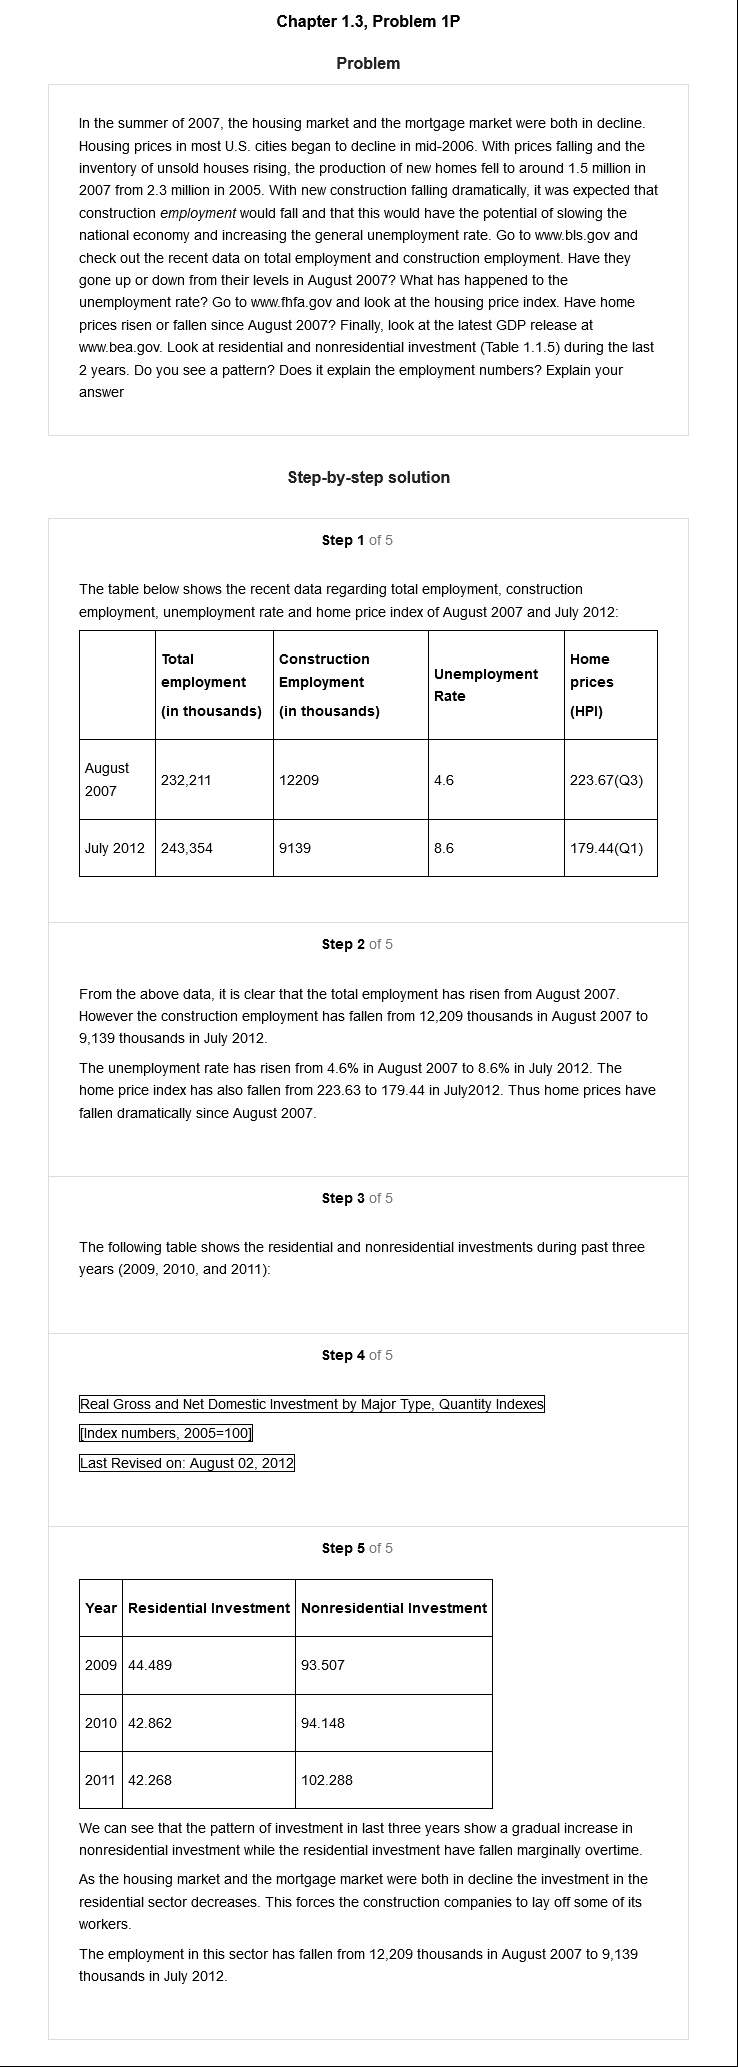 Chapter 1.3, Problem 1P
Problem
In the summer of 2007, the housing market and the mortgage market were both in decline.
Housing prices in most U.S. cities began to decline in mid-2006. With prices falling and the
inventory of unsold houses rising, the production of new homes fell to around 1.5 million in
2007 from 2.3 million in 2005. With new construction falling dramatically, it was expected that
construction employment would fall and that this would have the potential of slowing the
national economy and increasing the general unemployment rate. Go to www.bls.gov and
check out the recent data on total employment and construction employment. Have they
gone up or down from their levels in August 2007? What has happened to the
unemployment rate? Go to www.fhfa.gov and look at the housing price index. Have home
prices risen or fallen since August 2007? Finally, look at the latest GDP release at
www.bea.gov. Look at residential and nonresidential investment (Table 1.1.5) during the last
2 years. Do you see a pattern? Does it explain the employment numbers? Explain your
answer
Step-by-step solution
Step 1 of 5
The table below shows the recent data regarding total employment, construction
employment, unemployment rate and home price index of August 2007 and July 2012:
Total employment (in thousands) Construction Employment (in thousands) Unemployment Rate Home prices (HPI)
August 2007 232,211 12209 4.6 223.67(Q3)
July 2012 243,354 9139 8.6 179.44(Q1)
Step 2 of 5
From the above data, it is clear that the total employment has risen from August 2007.
However the construction employment has fallen from 12,209 thousands in August 2007 to
9,139 thousands in July 2012.
The unemployment rate has risen from 4.6% in August 2007 to 8.6% in July 2012. The
home price index has also fallen from 223.63 to 179.44 in July2012. Thus home prices have
fallen dramatically since August 2007.
Step 3 of 5
The following table shows the residential and nonresidential investments during past three
years (2009, 2010, and 2011):
Step 4 of 5
Real Gross and Net Domestic Investment by Major Type, Quantity Indexes
[Index numbers, 2005=100]
Last Revised on: August 02, 2012
Step 5 of 5
Year Residential Investment Nonresidential Investment
2009 44.489 93.507
2010 42.862 94.148
2011 42.268 102.288
We can see that the pattern of investment in last three years show a gradual increase in
nonresidential investment while the residential investment have fallen marginally overtime.
As the housing market and the mortgage market were both in decline the investment in the
residential sector decreases. This forces the construction companies to lay off some of its
workers.
The employment in this sector has fallen from 12,209 thousands in August 2007 to 9,139
thousands in July 2012.